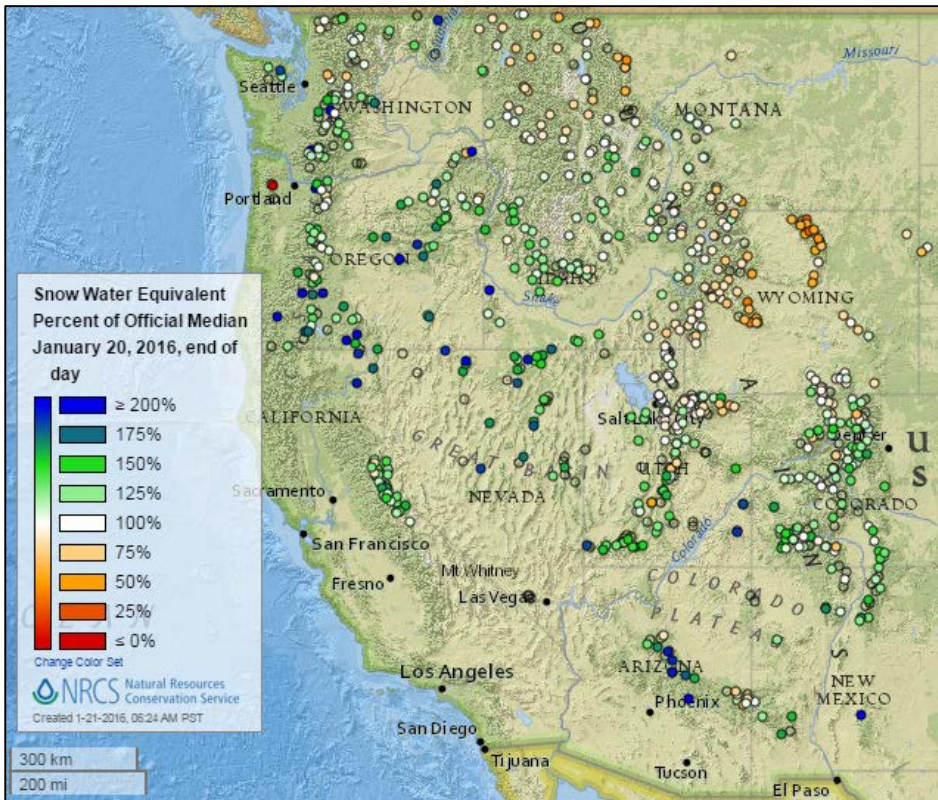 Columbia
Missouri
Seattle
WASHINGTON
MONTANA
Portland
OREGON
IDAHO
Snake
WYOMING
Snow Water Equivalent
Percent of Official Median
January 20, 2016, end of
day
≥ 200%
175%
150%
125%
100%
75%
50%
25%
≤ 0%
Change Color Set
NRCS Natural Resources
Conservation Service
Created 1-21-2016, 06:24 AM PST
CALIFORNIA
Salt Lake City
GREAT BASIN
UTAH
Denver
U
S
NEVADA
Sacramento
COLORADO
Colorado
San Francisco
Mt Whitney
Fresno
Las Vegas
COLORADO
PLATEA
ARIZONA
Los Angeles
NEW
MEXICO
Phoenix
San Diego
Tijuana
Tucson
El Paso
300 km
200 mi